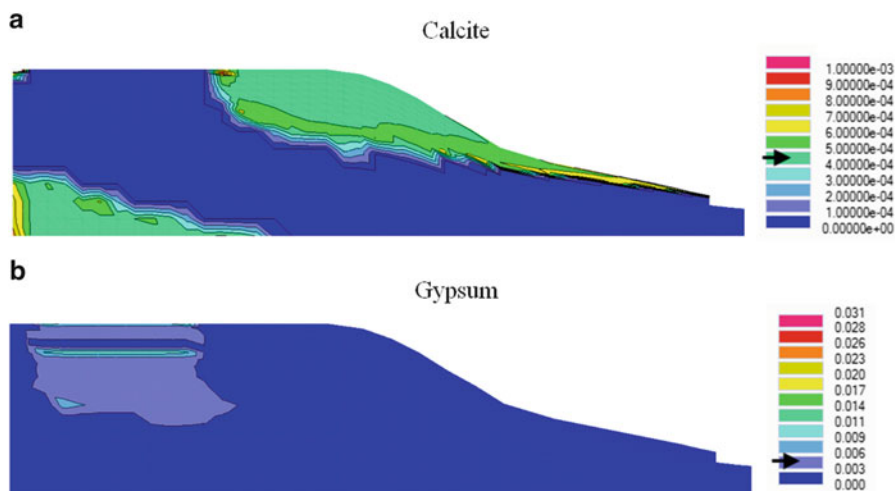 a
Calcite
1.00000e-03
9.00000e-04
8.00000e-04
7.00000e-04
6.00000e-04
5.00000e-04
4.00000e-04
3.00000e-04
2.00000e-04
1.00000e-04
0.00000e+00
b
Gypsum
0.031
0.028
0.026
0.023
0.020
0.017
0.014
0.011
0.009
0.006
0.003
0.000